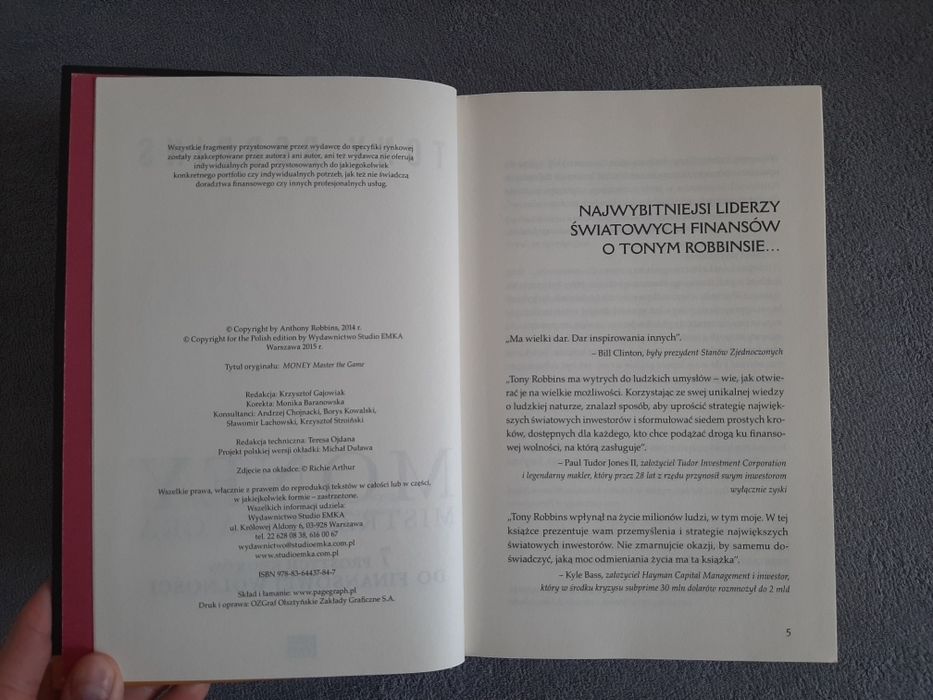 Wszystkie fragmenty przystosowane przez wydawcę do specyfiki rynkowej
zostały zaakceptowane przez autora i ani autor, ani też wydawca nie oferują
indywidualnych porad przystosowanych do jakiegokolwiek
konkretnego portfolio czy indywidualnych potrzeb, jak też nie świadczą
doradztwa finansowego czy innych profesjonalnych usług.
© Copyright by Anthony Robbins, 2014 r.
© Copyright for the Polish edition by Wydawnictwo Studio EMKA
Warszawa 2015 r.
Tytuł oryginału: MONEY Master the Game
Redakcja: Krzysztof Gajowiak
Korekta: Monika Baranowska
Konsultanci: Andrzej Chojnacki, Borys Kowalski,
Sławomir Lachowski, Krzysztof Stroiński
Redakcja techniczna: Teresa Ojdana
Projekt polskiej wersji okładki: Michał Duława
Zdjęcie na okładce: © Richie Arthur
Wszelkie prawa, włącznie z prawem do reprodukcji tekstów w całości lub w części,
w jakiejkolwiek formie – zastrzeżone.
Wszelkich informacji udziela:
Wydawnictwo Studio EMKA
ul. Królowej Aldony 6, 03-928 Warszawa
tel. 22 628 08 38, 616 00 67
wydawnictwo@studioemka.com.pl
www.studioemka.com.pl
ISBN 978-83-64437-84-7
Skład i łamanie: www.pagegraph.pl
Druk i oprawa: OZGraf Olsztyńskie Zakłady Graficzne S.A.
NAJWYBITNIEJSI LIDERZY
ŚWIATOWYCH FINANSÓW
O TONYM ROBBINSIE…
„Ma wielki dar. Dar inspirowania innych”.
– Bill Clinton, były prezydent Stanów Zjednoczonych
„Tony Robbins ma wytrych do ludzkich umysłów – wie, jak otwie-
rać je na wielkie możliwości. Korzystając ze swej unikalnej wiedzy
o ludzkiej naturze, znalazł sposób, aby uprościć strategie najwięk-
szych światowych inwestorów i sformułować siedem prostych kro-
ków, dostępnych dla każdego, kto chce podążać drogą ku finanso-
wej wolności, na którą zasługuje”.
– Paul Tudor Jones II, założyciel Tudor Investment Corporation
i legendarny makler, który przez 28 lat z rzędu przynosił swym inwestorom
wyłącznie zyski
„Tony Robbins wpłynął na życie milionów ludzi, w tym moje. W tej
książce prezentuje wam przemyślenia i strategie największych
światowych inwestorów. Nie zmarnujcie okazji, by samemu do-
świadczyć, jaką moc odmieniania życia ma ta książka”.
– Kyle Bass, założyciel Hayman Capital Management i inwestor,
który w środku kryzysu subprime 30 mln dolarów rozmnożył do 2 mld
5